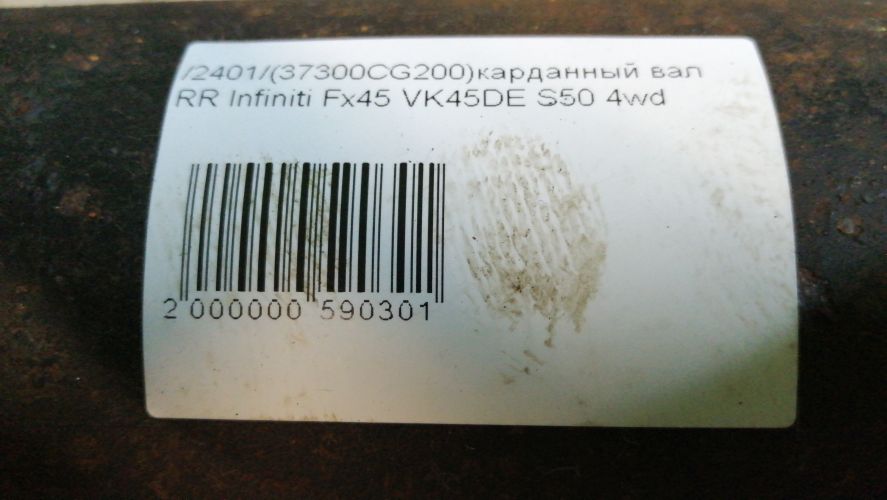 /2401/(37300CG200)карданный вал
RR Infiniti Fx45 VK45DE S50 4wd
2 000000 590301